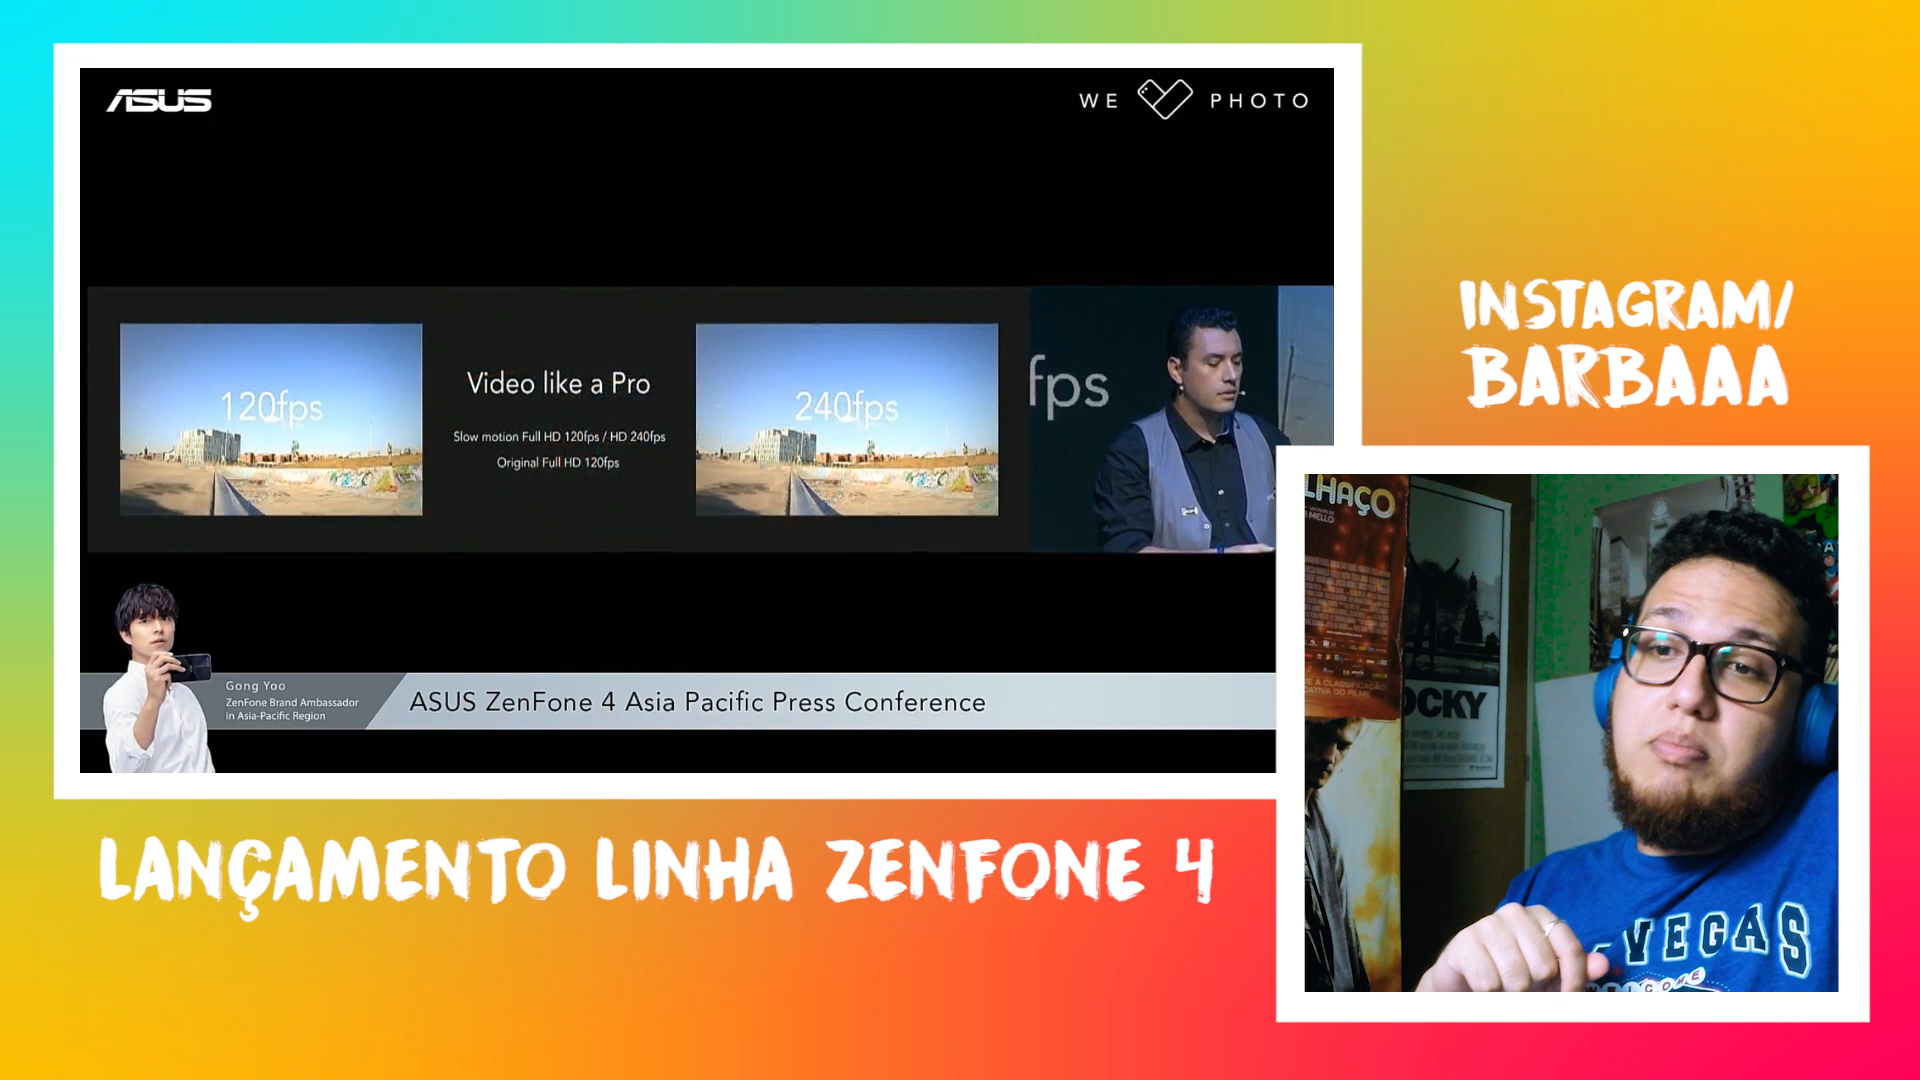 ASUS
WE PHOTO
120fps
Video like a Pro
Slow motion Full HD 120fps / HD 240fps
Original Full HD 120fps
240fps
fps
Gong Yoo
ZenFone Brand Ambassador
in Asia-Pacific Region
ASUS ZenFone 4 Asia Pacific Press Conference
INSTAGRAM/
BARBAAA
LHAÇO
MELLO
OCKY
VEGAS
WELCOME
LANÇAMENTO LINHA ZENFONE 4